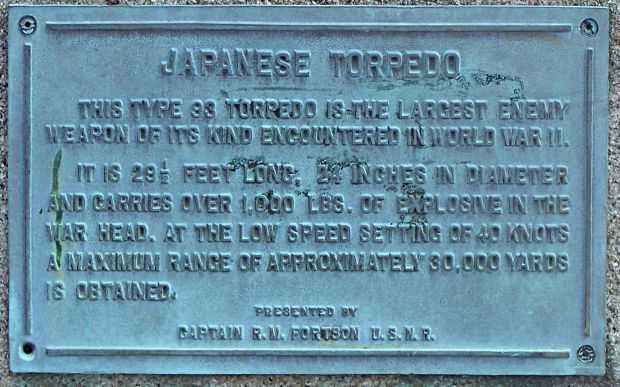 JAPANESE TORPEDO
THIS TYPE 93 TORPEDO IS THE LARGEST ENEMY
WEAPON OF ITS KIND ENCOUNTERED IN WORLD WAR II.
IT IS 29½ FEET LONG, 24 INCHES IN DIAMETER
AND CARRIES OVER 1,000 LBS. OF EXPLOSIVE IN THE
WAR HEAD. AT THE LOW SPEED SETTING OF 40 KNOTS
A MAXIMUM RANGE OF APPROXIMATELY 30,000 YARDS
IS OBTAINED.
PRESENTED BY
CAPTAIN R. M. FORTSON U. S. N. R.